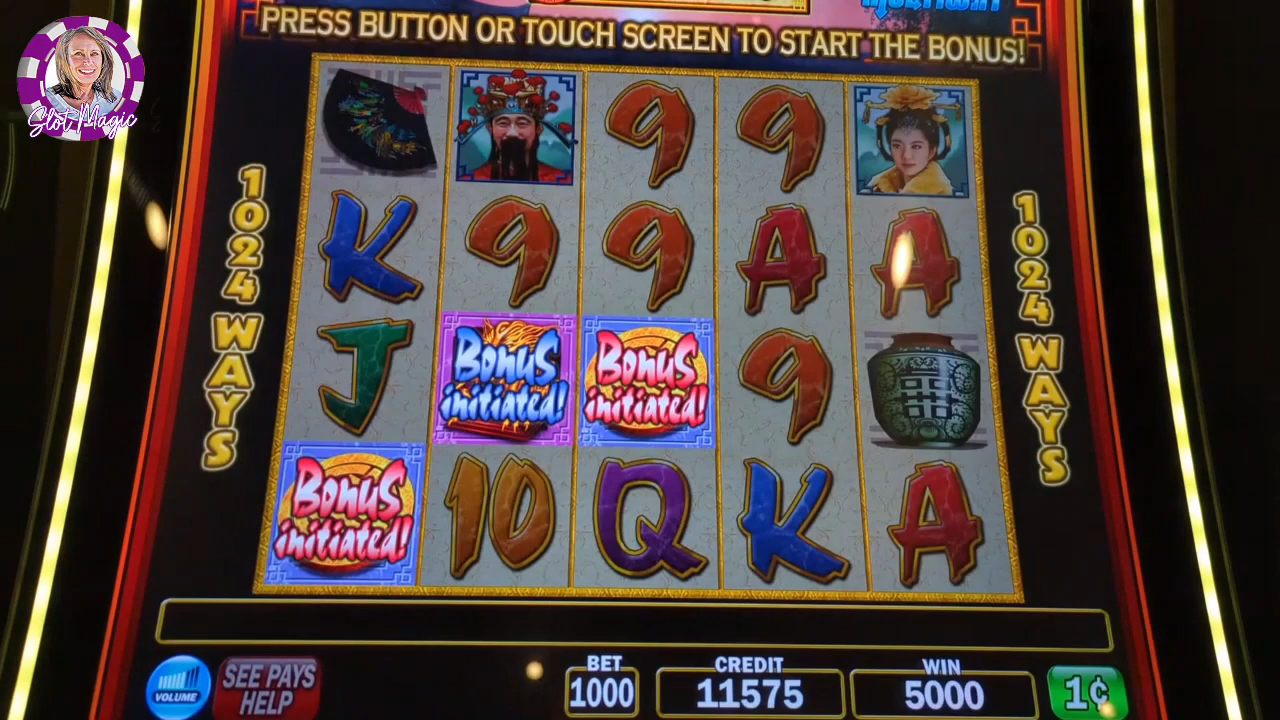 PRESS BUTTON OR TOUCH SCREEN TO START THE BONUS!
Slot Magic
1024 WAYS
1024 WAYS
9 9
K 9 9 A A
J Bonus initiated! Bonus initiated! 9
Bonus initiated! 10 Q K A
VOLUME
SEE PAYS
HELP
BET
1000
CREDIT
11575
WIN
5000
1¢